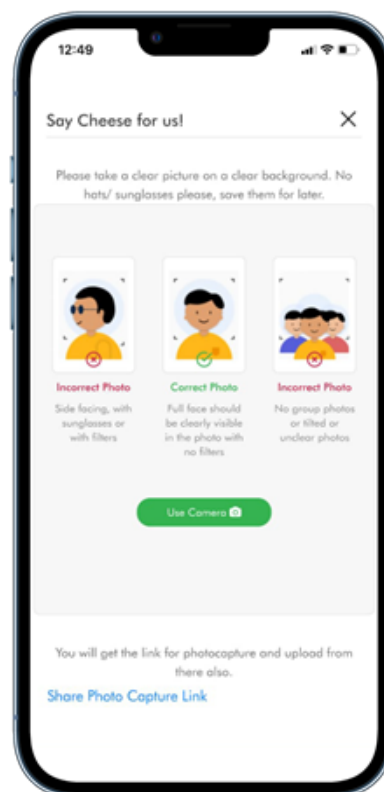 12:49
Say Cheese for us!
Please take a clear picture on a clear background. No
hats/ sunglasses please, save them for later.
Incorrect Photo
Side facing, with
sunglasses or
with filters
Correct Photo
Full face should
be clearly visible
in the photo with
no filters
Incorrect Photo
No group photos
or tilted or
unclear photos
Use Camera
You will get the link for photocapture and upload from
there also.
Share Photo Capture Link